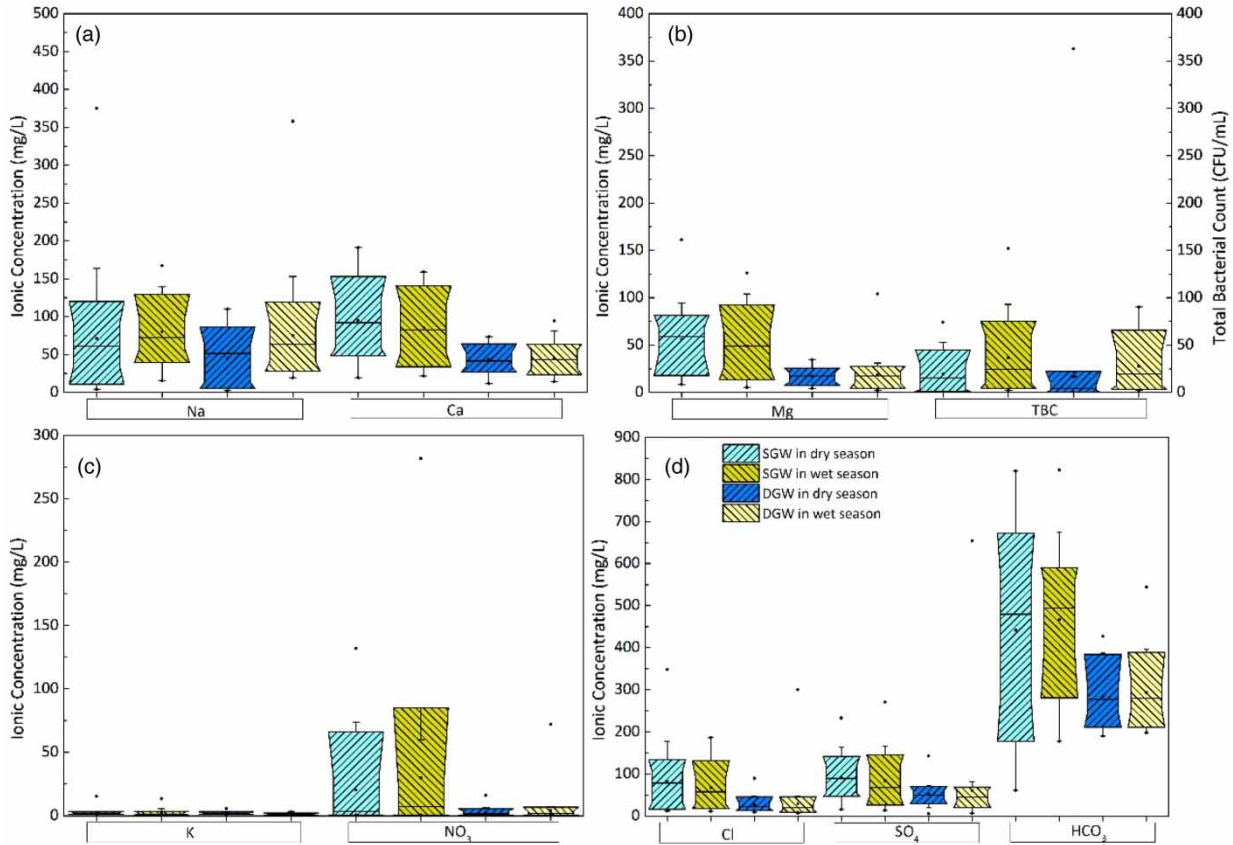 (a)
Ionic Concentration (mg/L)
500
450
400
350
300
250
200
150
100
50
0
Na
Ca
(b)
Ionic Concentration (mg/L)
400
350
300
250
200
150
100
50
0
Mg
TBC
400
350
300
250
200
150
100
50
0
Total Bacterial Count (CFU/mL)
(c)
Ionic Concentration (mg/L)
300
250
200
150
100
50
0
K
NO3
(d)
Ionic Concentration (mg/L)
900
800
700
600
500
400
300
200
100
0
SGW in dry season
SGW in wet season
DGW in dry season
DGW in wet season
Cl
SO4
HCO3